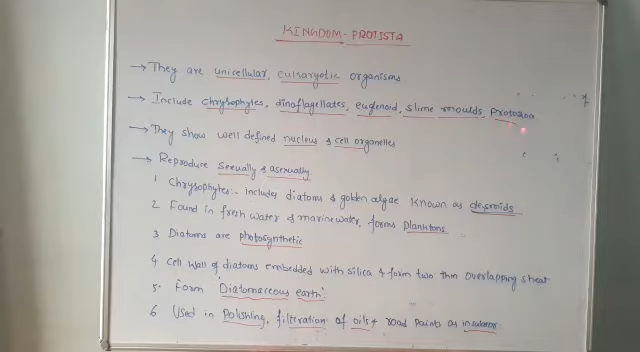 KINGDOM- PROTISTA
→ They are unicellular, eukaryotic organisms
→ Include chrysophytes, dinoflagellates, euglenoid, slime moulds, Protozoa
→ They show well defined nucleus & cell organelles
→ Reproduce sexually & asexually
1 Chrysophytes:- includes diatoms & golden algae known as desmids
2 Found in fresh water & marine water, forms planktons
3 Diatoms are photosynthetic
4 Cell wall of diatoms embedded with silica & form two thin overlapping
5. Form 'Diatomaceous earth'
6 Used in Polishing, filteration of oils & road paints as